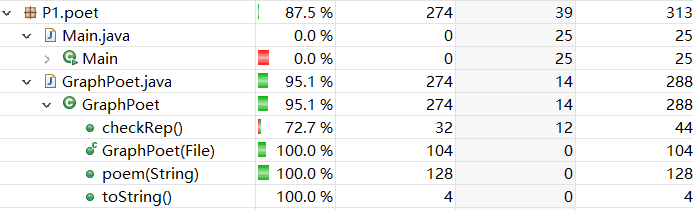 P1.poet 87.5 % 274 39 313
Main.java 0.0 % 0 25 25
Main 0.0 % 0 25 25
GraphPoet.java 95.1 % 274 14 288
GraphPoet 95.1 % 274 14 288
checkRep() 72.7 % 32 12 44
GraphPoet(File) 100.0 % 104 0 104
poem(String) 100.0 % 128 0 128
toString() 100.0 % 4 0 4